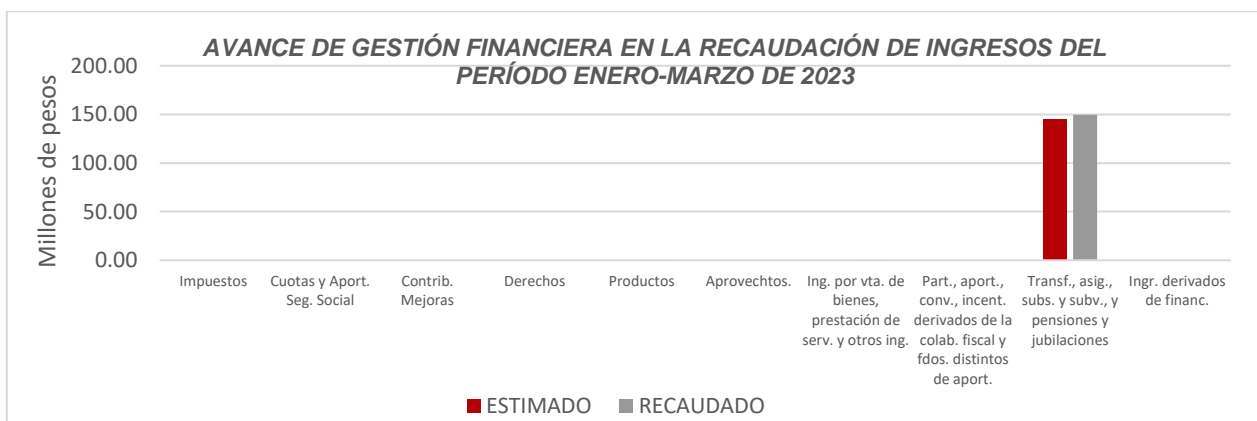 AVANCE DE GESTIÓN FINANCIERA EN LA RECAUDACIÓN DE INGRESOS DEL
PERÍODO ENERO-MARZO DE 2023
Millones de pesos
200.00
150.00
100.00
50.00
0.00
Impuestos
Cuotas y Aport.
Seg. Social
Contrib.
Mejoras
Derechos
Productos
Aprovechtos.
Ing. por vta. de
bienes,
prestación de
serv. y otros ing.
Part., aport.,
conv., incent.
derivados de la
colab. fiscal y
fdos. distintos
de aport.
Transf., asig.,
subs. y subv., y
pensiones y
jubilaciones
Ingr. derivados
de financ.
ESTIMADO
RECAUDADO